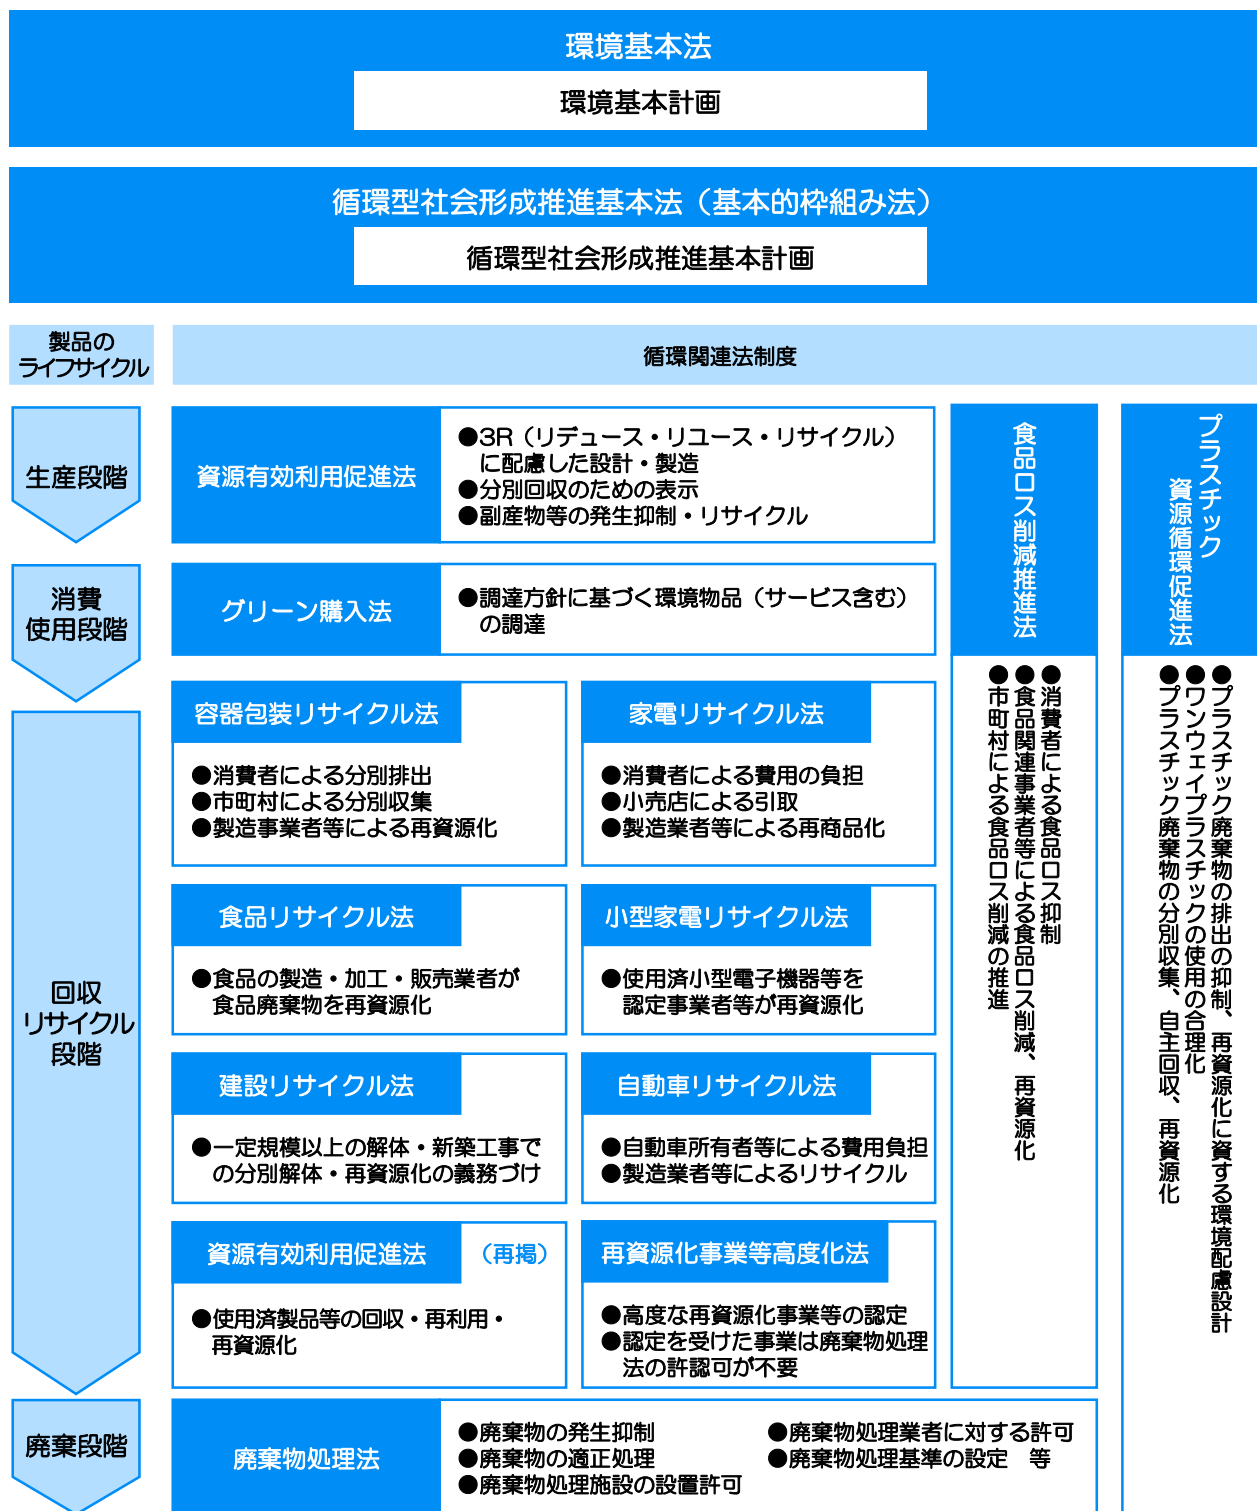 環境基本法
環境基本計画
循環型社会形成推進基本法（基本的枠組み法）
循環型社会形成推進基本計画
製品の
ライフサイクル
循環関連法制度
生産段階
資源有効利用促進法
●3R（リデュース・リユース・リサイクル）
に配慮した設計・製造
●分別回収のための表示
●副産物等の発生抑制・リサイクル
消費
使用段階
グリーン購入法
●調達方針に基づく環境物品（サービス含む）
の調達
回収
リサイクル
段階
容器包装リサイクル法
●消費者による分別排出
●市町村による分別収集
●製造事業者等による再資源化
家電リサイクル法
●消費者による費用の負担
●小売店による引取
●製造業者等による再商品化
食品リサイクル法
●食品の製造・加工・販売業者が
食品廃棄物を再資源化
小型家電リサイクル法
●使用済小型電子機器等を
認定事業者等が再資源化
建設リサイクル法
●一定規模以上の解体・新築工事で
の分別解体・再資源化の義務づけ
自動車リサイクル法
●自動車所有者等による費用負担
●製造業者等によるリサイクル
資源有効利用促進法
（再掲）
●使用済製品等の回収・再利用・
再資源化
再資源化事業等高度化法
●高度な再資源化事業等の認定
●認定を受けた事業は廃棄物処理
法の許認可が不要
廃棄段階
廃棄物処理法
●廃棄物の発生抑制
●廃棄物の適正処理
●廃棄物処理施設の設置許可
●廃棄物処理業者に対する許可
●廃棄物処理基準の設定　等
食品ロス削減推進法
●消費者による食品ロス抑制
●食品関連事業者等による食品ロス削減、再資源化
●市町村による食品ロス削減の推進
プラスチック
資源循環促進法
●プラスチック廃棄物の排出の抑制、再資源化に資する環境配慮設計
●ワンウェイプラスチックの使用の合理化
●プラスチック廃棄物の分別収集、自主回収、再資源化